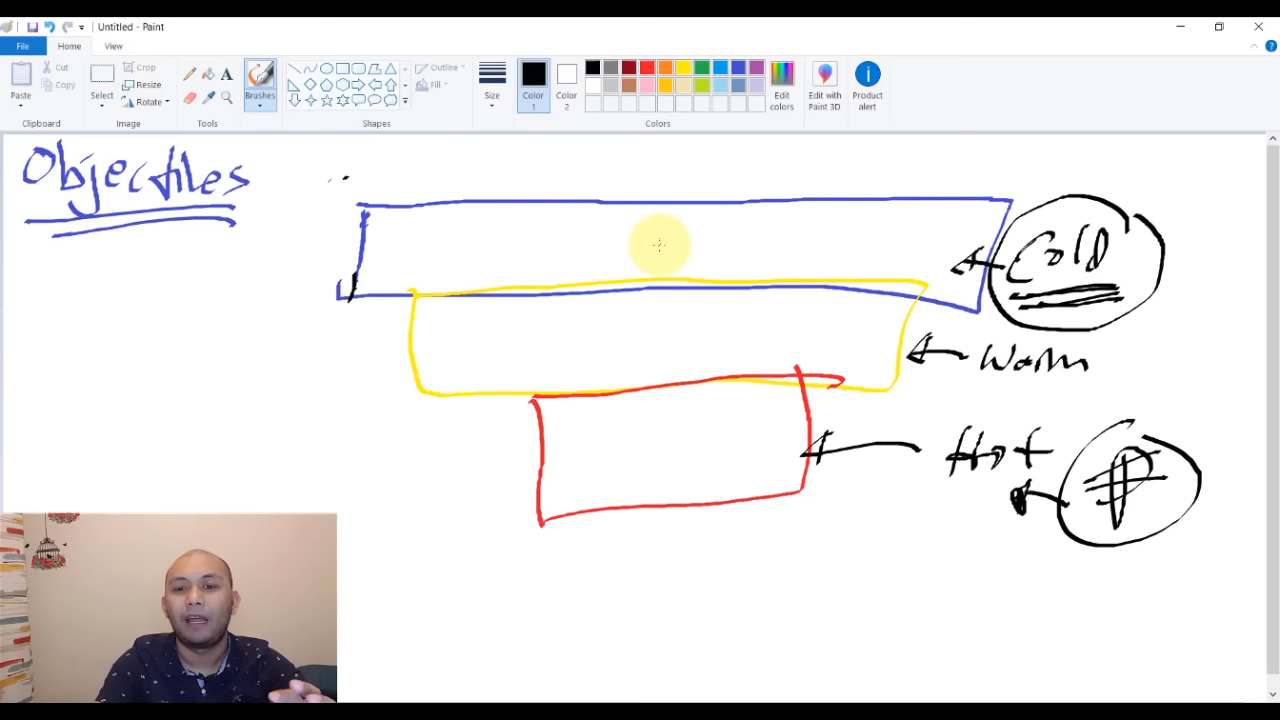 Untitled - Paint
File Home View
Paste
Cut
Copy
Clipboard
Select
Crop
Resize
Rotate
Image
A
Tools
Brushes
Shapes
Outline
Fill
Size
Color 1
Color 2
Colors
Edit colors
Edit with Paint 3D
Product alert
Objectiles
Cold
Warm
Hot